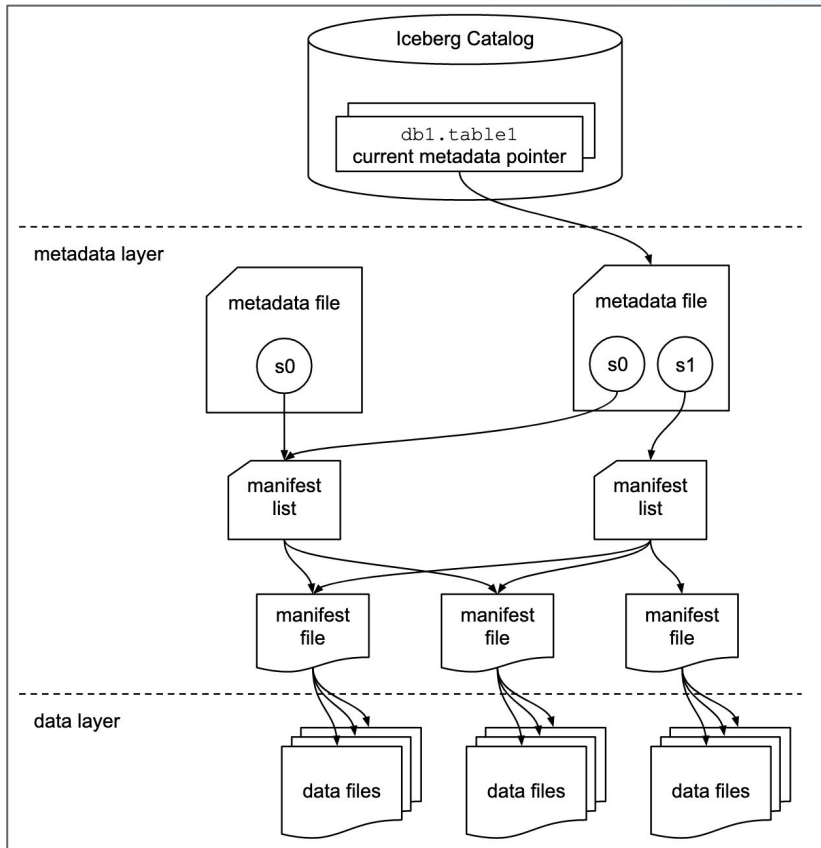 Iceberg Catalog
db1.table1
current metadata pointer
metadata layer
metadata file
s0
metadata file
s0
s1
manifest
list
manifest
list
manifest
file
manifest
file
manifest
file
data layer
data files
data files
data files